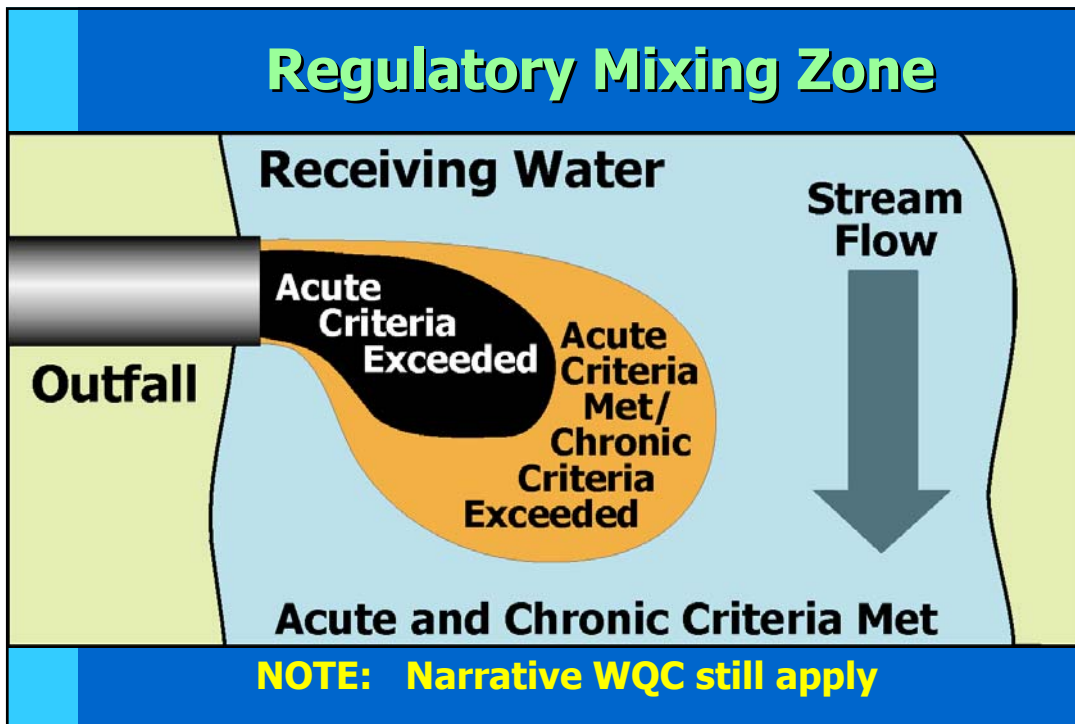 Regulatory Mixing Zone
Receiving Water
Stream
Flow
Acute
Criteria
Exceeded
Acute
Criteria
Met/
Chronic
Criteria
Exceeded
Outfall
Acute and Chronic Criteria Met
NOTE: Narrative WQC still apply